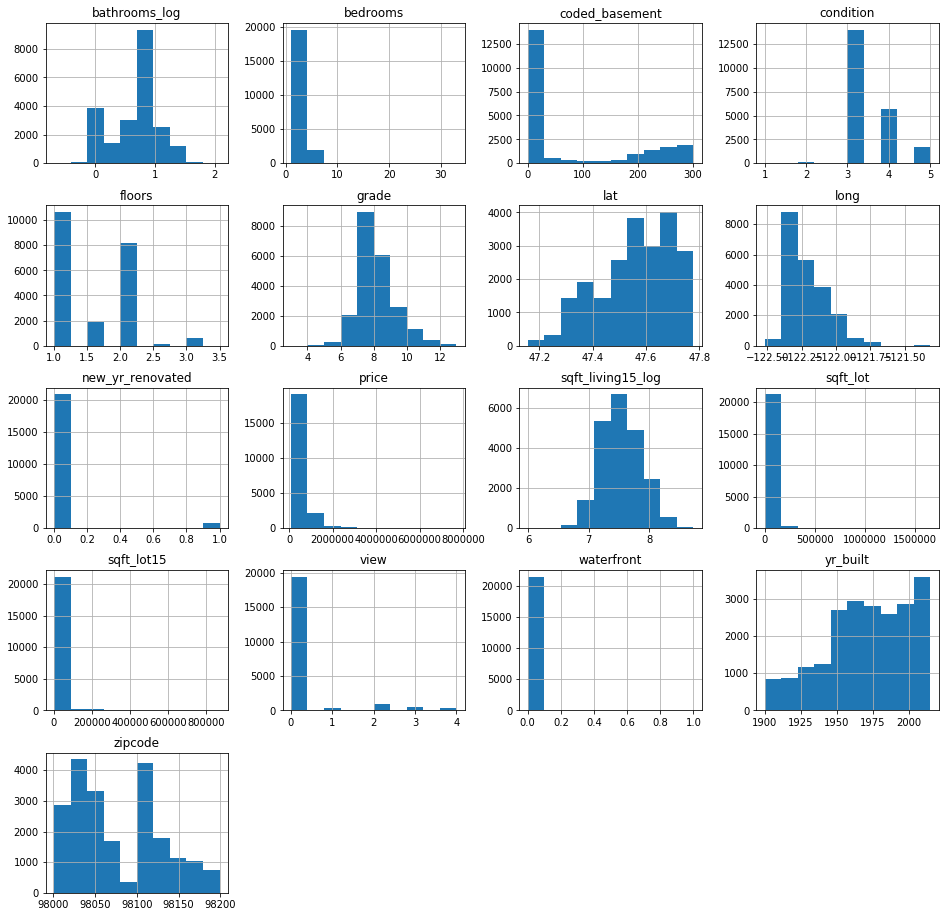 bathrooms_log bedrooms coded_basement condition
8000 6000 4000 2000 0
0 1 2
20000 15000 10000 5000 0
0 10 20 30
12500 10000 7500 5000 2500 0
0 100 200 300
12500 10000 7500 5000 2500 0
1 2 3 4 5
floors grade lat long
10000 8000 6000 4000 2000 0
1.0 1.5 2.0 2.5 3.0 3.5
8000 6000 4000 2000 0
4 6 8 10 12
4000 3000 2000 1000 0
47.2 47.4 47.6 47.8
8000 6000 4000 2000 0
−122.50−122.25−122.00−121.75−121.50
new_yr_renovated price sqft_living15_log sqft_lot
20000 15000 10000 5000 0
0.0 0.2 0.4 0.6 0.8 1.0
15000 10000 5000 0
0 2000000 4000000 6000000 8000000
6000 4000 2000 0
6 7 8
20000 15000 10000 5000 0
0 500000 1000000 1500000
sqft_lot15 view waterfront yr_built
20000 15000 10000 5000 0
0 200000 400000 600000 800000
20000 15000 10000 5000 0
0 1 2 3 4
20000 15000 10000 5000 0
0.0 0.2 0.4 0.6 0.8 1.0
3000 2000 1000 0
1900 1925 1950 1975 2000
zipcode
4000 3000 2000 1000 0
98000 98050 98100 98150 98200